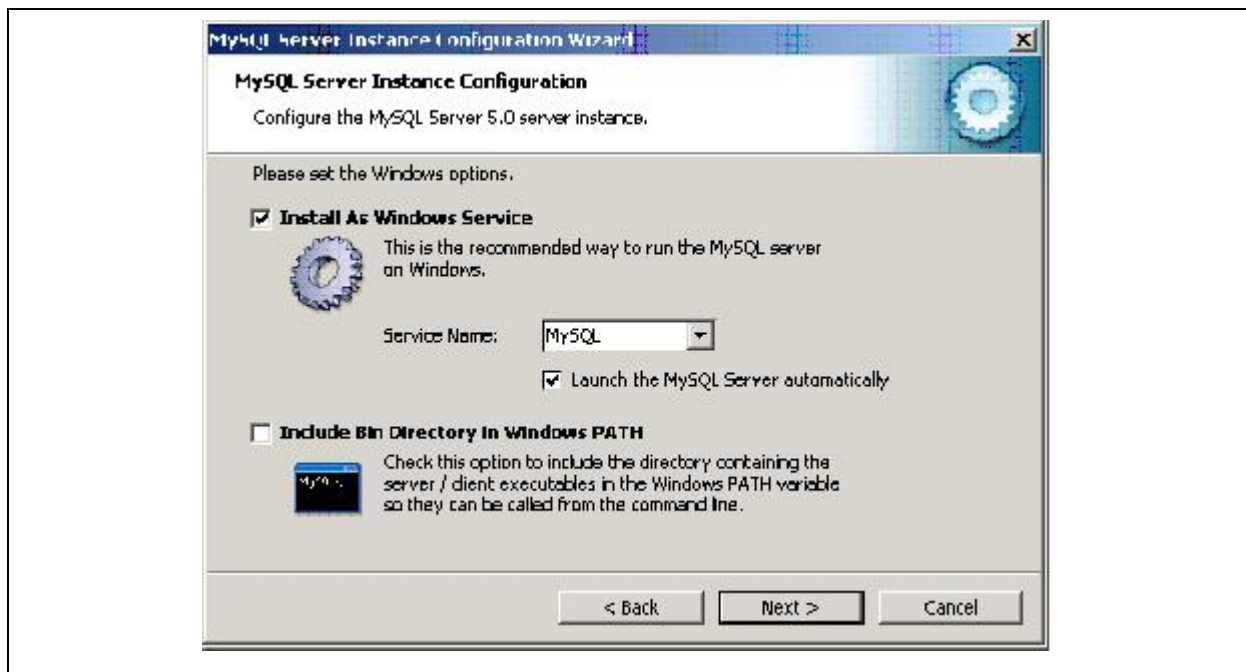 MySQL Server Instance Configuration Wizard
MySQL Server Instance Configuration
Configure the MySQL Server 5.0 server instance.
Please set the Windows options.
Install As Windows Service
This is the recommended way to run the MySQL server
on Windows.
Service Name: MySQL
Launch the MySQL Server automatically
Include Bin Directory in Windows PATH
Check this option to include the directory containing the
server / client executables in the Windows PATH variable
so they can be called from the command line.
< Back Next > Cancel